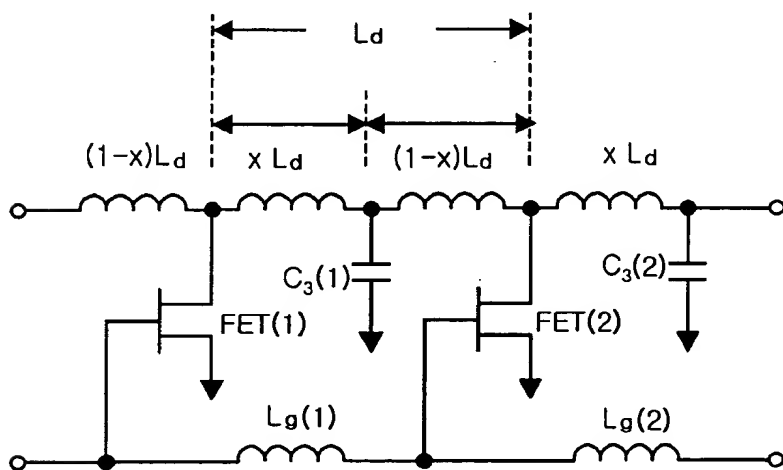 Ld
(1-x)Ld x Ld (1-x)Ld x Ld
C3(1) C3(2)
FET(1) FET(2)
Lg(1) Lg(2)